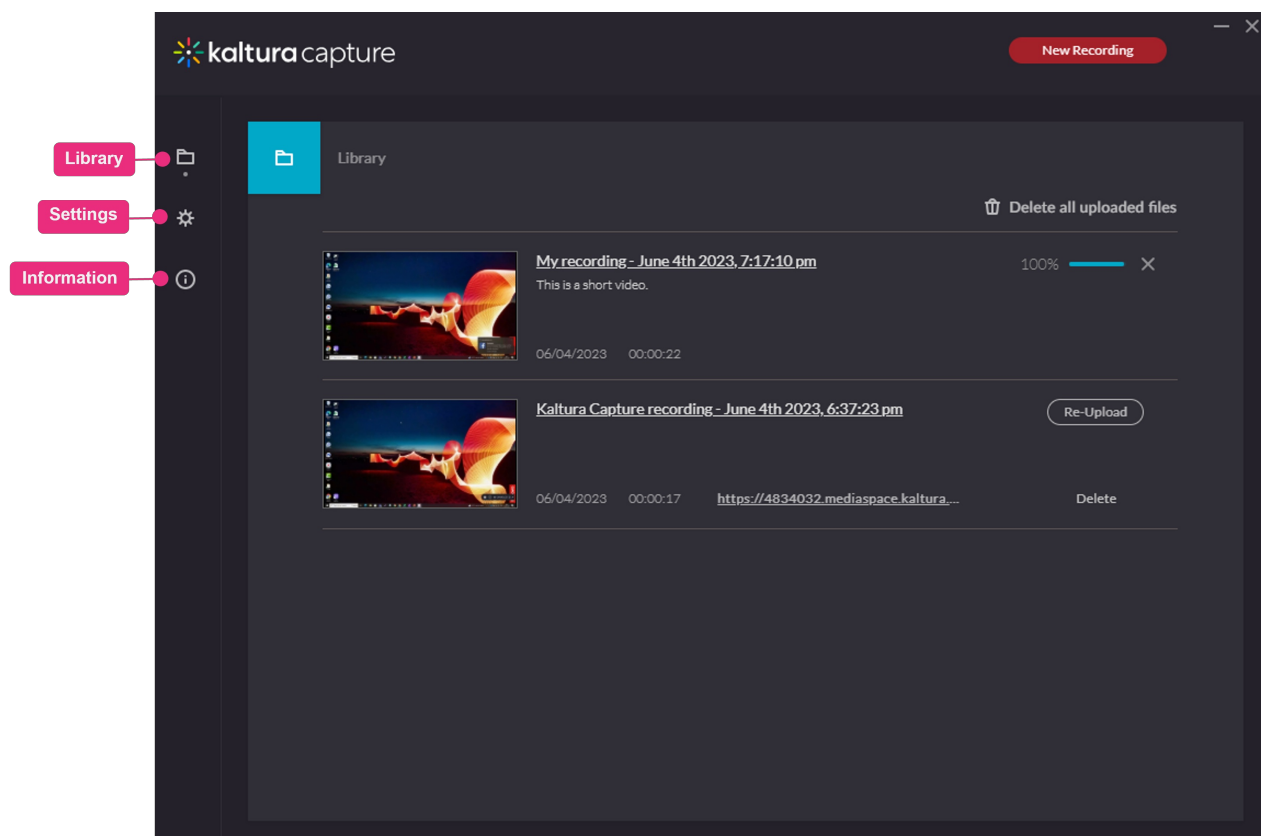 kaltura capture
New Recording
Library
Library
Delete all uploaded files
Settings
Information
My recording - June 4th 2023, 7:17:10 pm
100%
This is a short video.
06/04/2023 00:00:22
Kaltura Capture recording - June 4th 2023, 6:37:23 pm
Re-Upload
06/04/2023 00:00:17 https://4834032.mediaspace.kaltura....
Delete